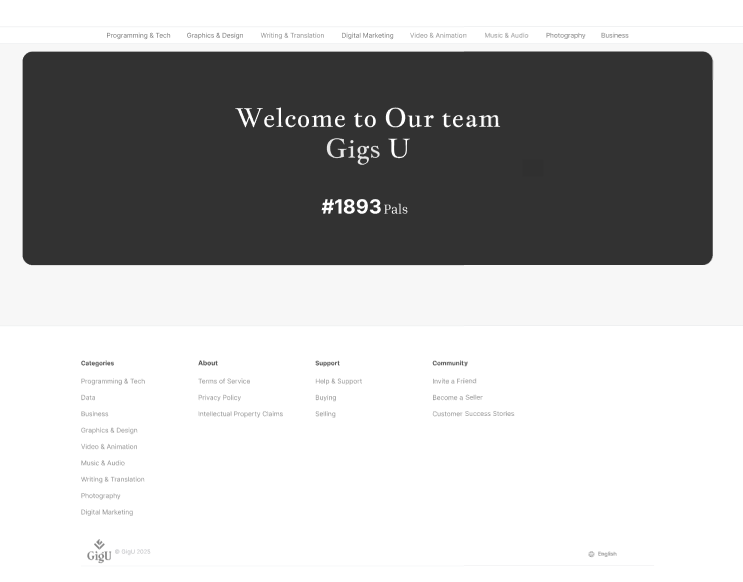 Programming & Tech Graphics & Design Writing & Translation Digital Marketing Video & Animation Music & Audio Photography Business
Welcome to Our team
Gigs U
#1893 Pals
Categories
Programming & Tech
Data
Business
Graphics & Design
Video & Animation
Music & Audio
Writing & Translation
Photography
Digital Marketing
About
Terms of Service
Privacy Policy
Intellectual Property Claims
Support
Help & Support
Buying
Selling
Community
Invite a Friend
Become a Seller
Customer Success Stories
GigU © GigU 2026
English